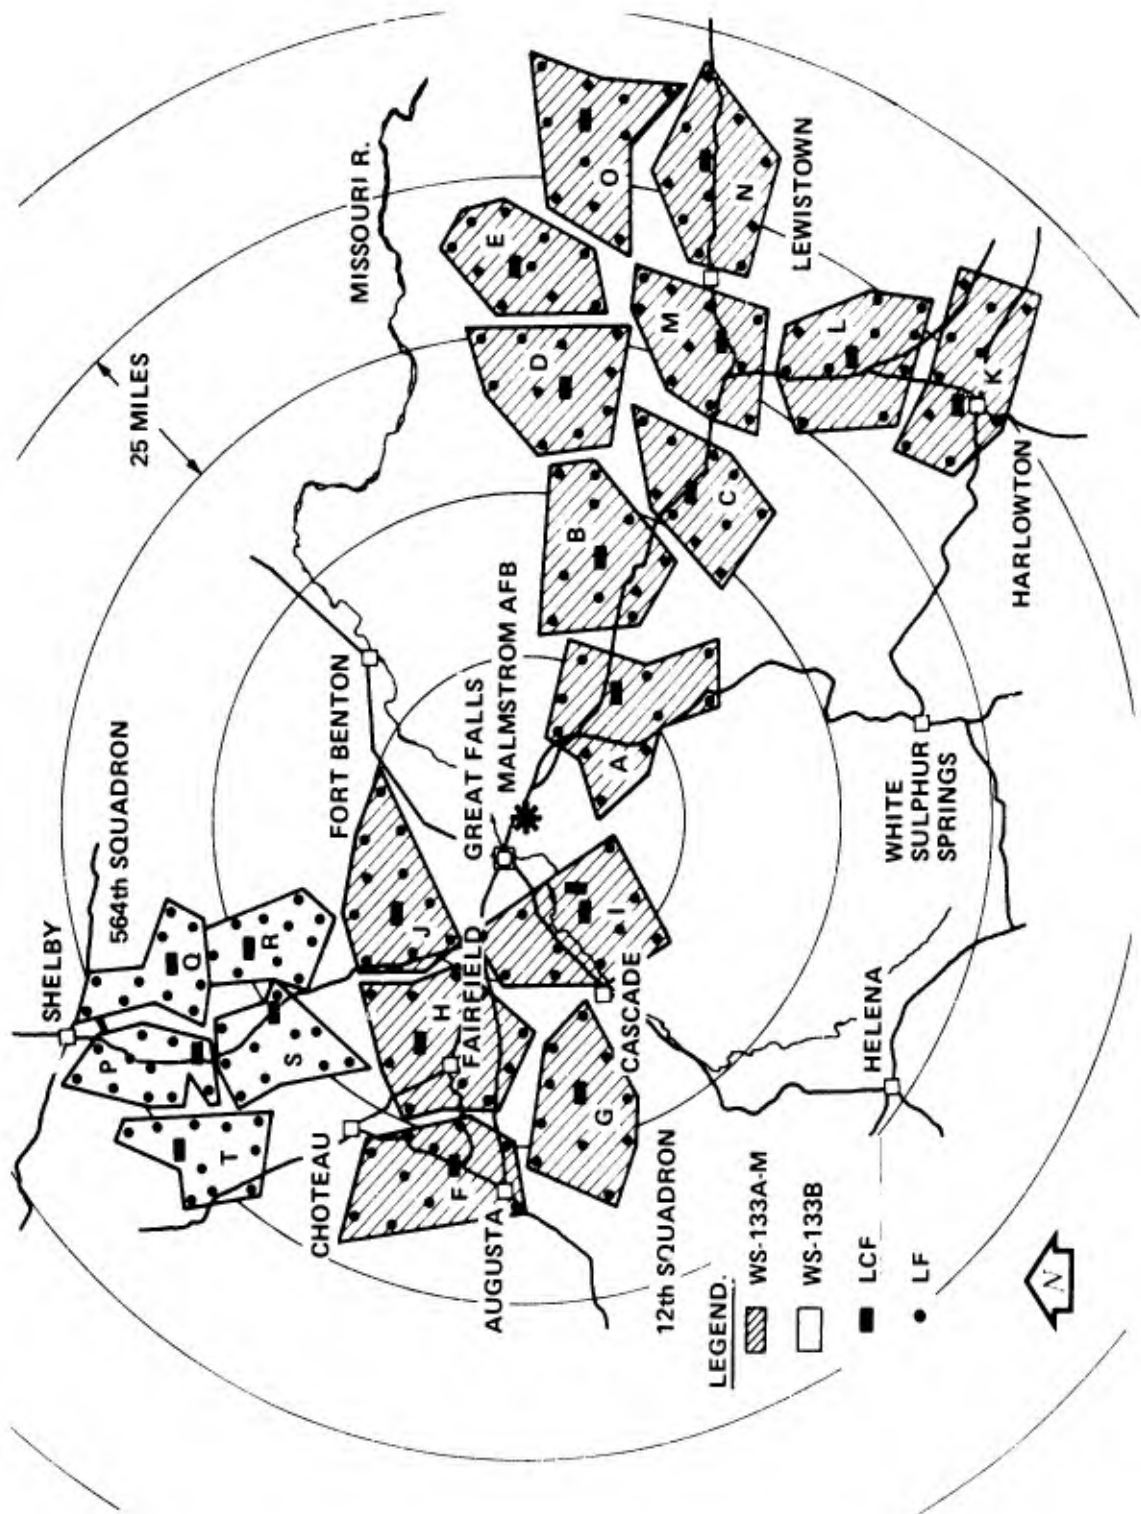 SHELBY
564th SQUADRON
25 MILES
MISSOURI R.
FORT BENTON
GREAT FALLS
MALMSTROM AFB
CHOTEAU
FAIRFIELD
AUGUSTA
CASCADE
12th SQUADRON
HELENA
WHITE
SULPHUR
SPRINGS
HARLOWTON
LEWISTOWN
P
Q
R
S
T
J
H
F
G
I
A
B
C
D
E
O
N
M
L
K
LEGEND.
WS-133A-M
WS-133B
LCF
LF
N